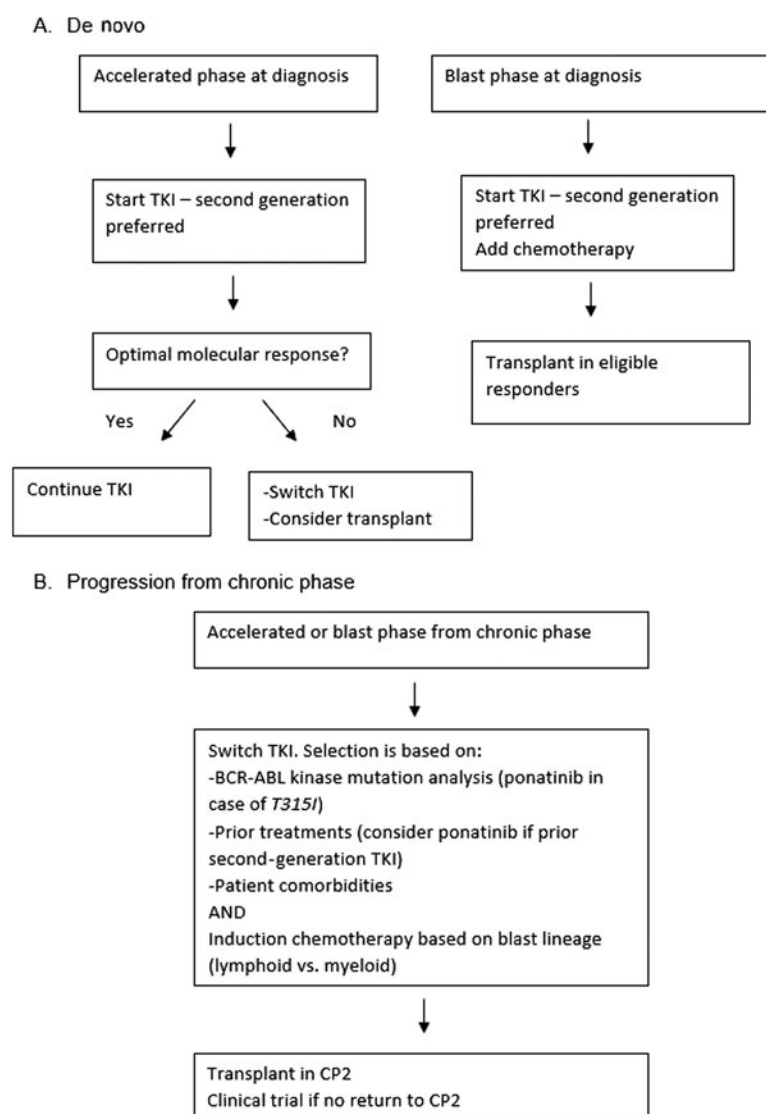 A. De novo
Accelerated phase at diagnosis
Blast phase at diagnosis
Start TKI – second generation
preferred
Start TKI – second generation
preferred
Add chemotherapy
Optimal molecular response?
Transplant in eligible
responders
Yes
No
Continue TKI
-Switch TKI
-Consider transplant
B. Progression from chronic phase
Accelerated or blast phase from chronic phase
Switch TKI. Selection is based on:
-BCR-ABL kinase mutation analysis (ponatinib in
case of T315I)
-Prior treatments (consider ponatinib if prior
second-generation TKI)
-Patient comorbidities
AND
Induction chemotherapy based on blast lineage
(lymphoid vs. myeloid)
Transplant in CP2
Clinical trial if no return to CP2